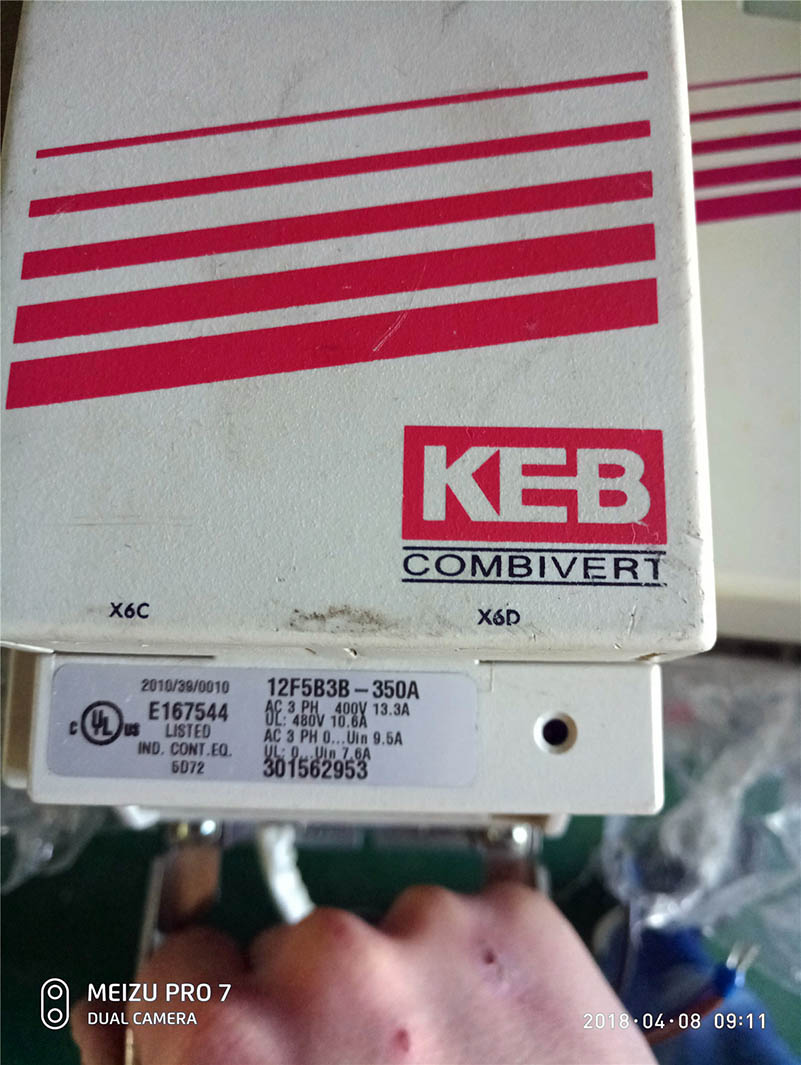 KEB
COMBIVERT
X6C
X6D
2010/39/0010
C UL US
E167544
LISTED
IND. CONT.EQ.
5D72
12F5B3B-350A
AC 3 PH 400V 13.3A
UL: 480V 10.6A
AC 3 PH 0...Uin 9.5A
UL: 0...Uin 7.6A
301562953
MEIZU PRO 7
DUAL CAMERA
2018·04·08 09:11